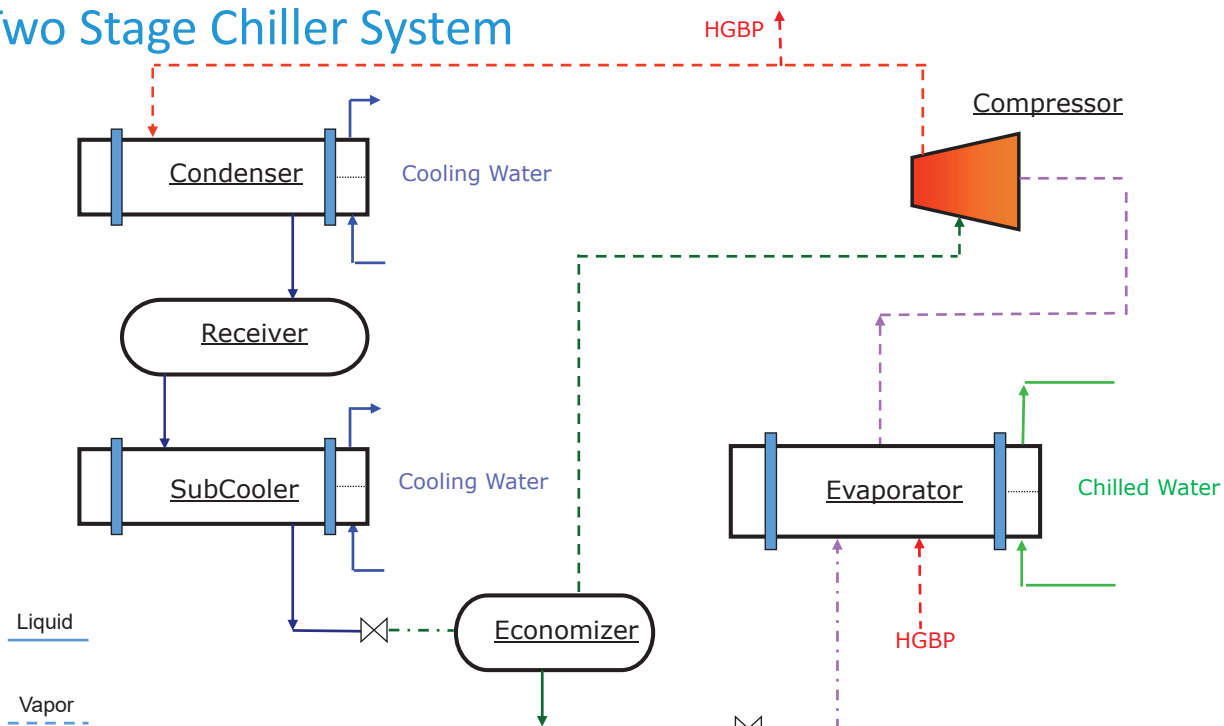 Two Stage Chiller System
HGBP
Compressor
Condenser
Cooling Water
Receiver
SubCooler
Cooling Water
Evaporator
Chilled Water
Liquid
Economizer
HGBP
Vapor